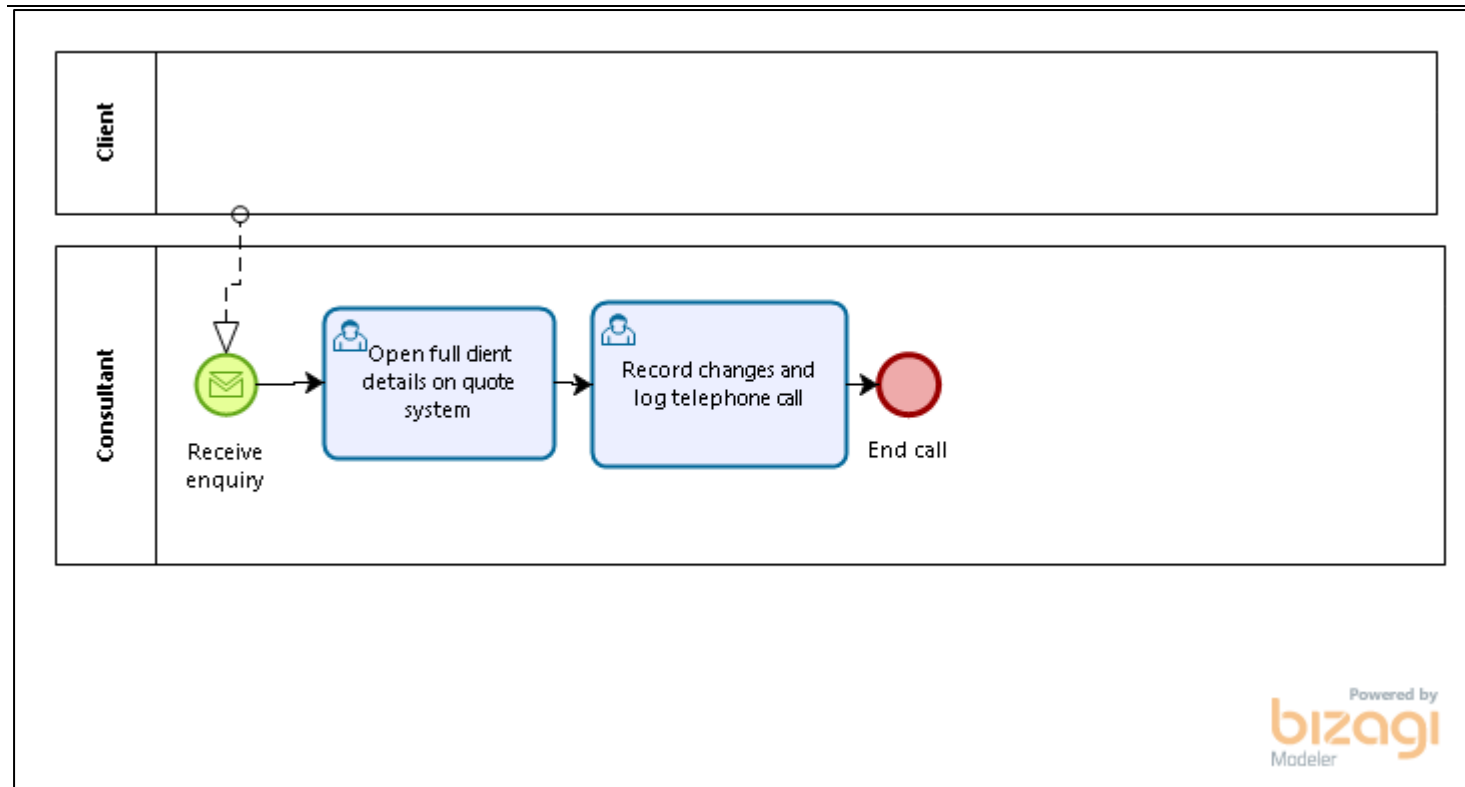 Client
Consultant
Receive
enquiry
Open full client
details on quote
system
Record changes and
log telephone call
End call
Powered by
bizagi
Modeler